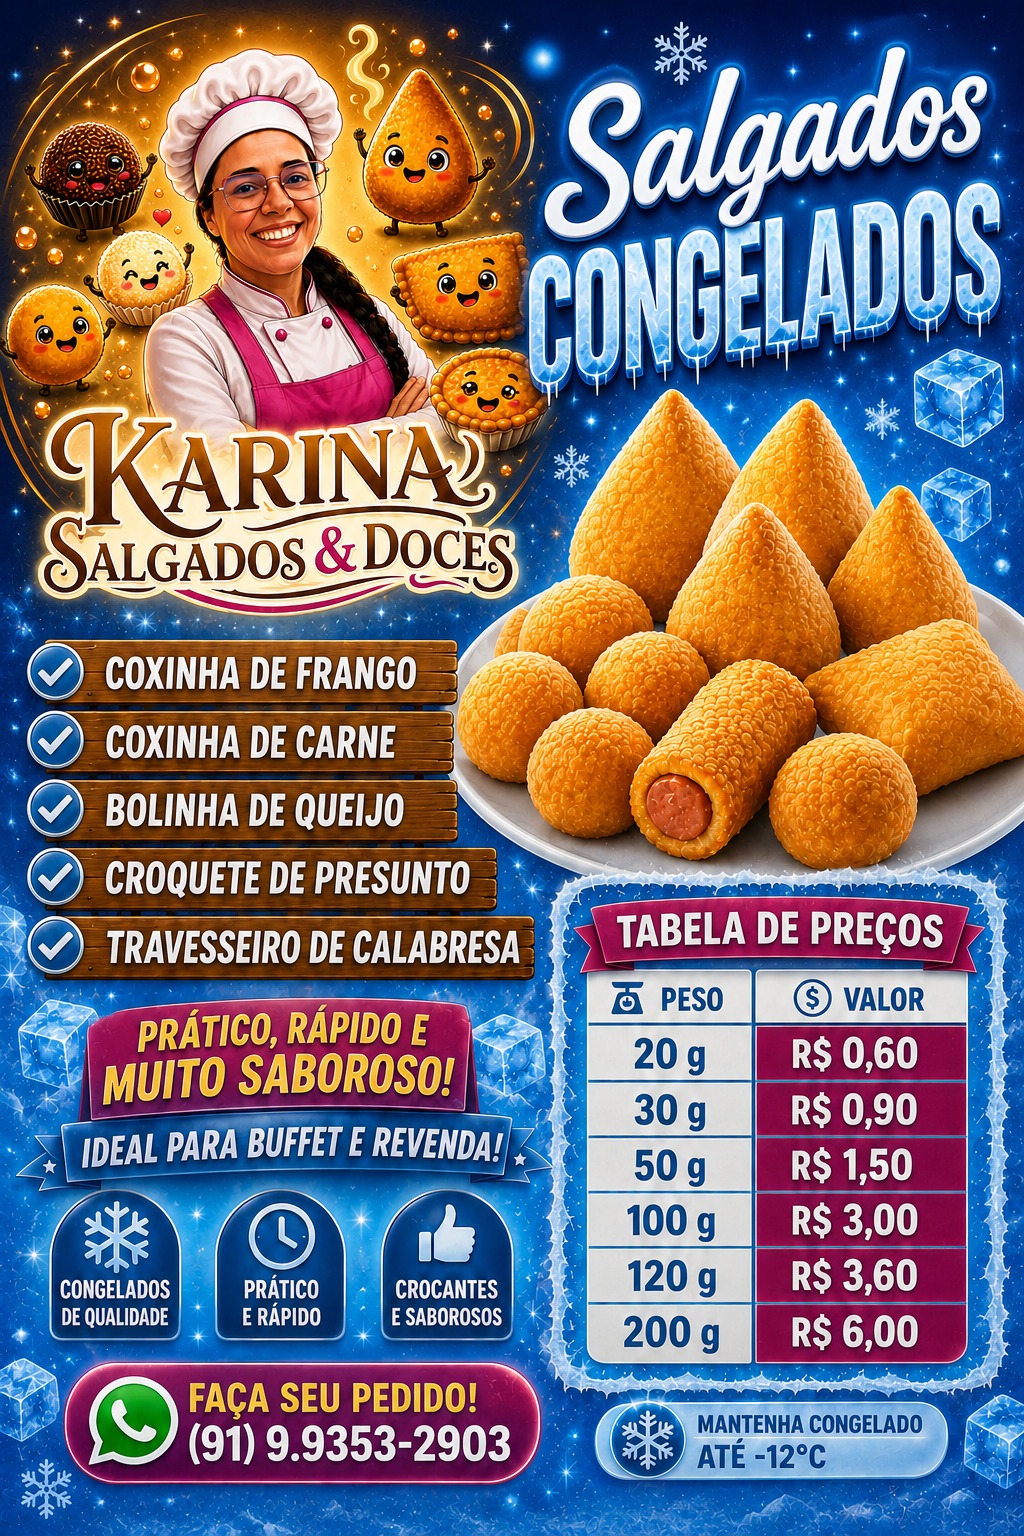 Salgados
CONGELADOS
KARINA
SALGADOS & DOCES
COXINHA DE FRANGO
COXINHA DE CARNE
BOLINHA DE QUEIJO
CROQUETE DE PRESUNTO
TRAVESSEIRO DE CALABRESA
PRÁTICO, RÁPIDO E
MUITO SABOROSO!
IDEAL PARA BUFFET E REVENDA!
CONGELADOS
DE QUALIDADE
PRÁTICO
E RÁPIDO
CROCANTES
E SABOROSOS
FAÇA SEU PEDIDO!
(91) 9.9353-2903
TABELA DE PREÇOS
PESO $ VALOR
20 g R$ 0,60
30 g R$ 0,90
50 g R$ 1,50
100 g R$ 3,00
120 g R$ 3,60
200 g R$ 6,00
MANTENHA CONGELADO
ATÉ -12°C